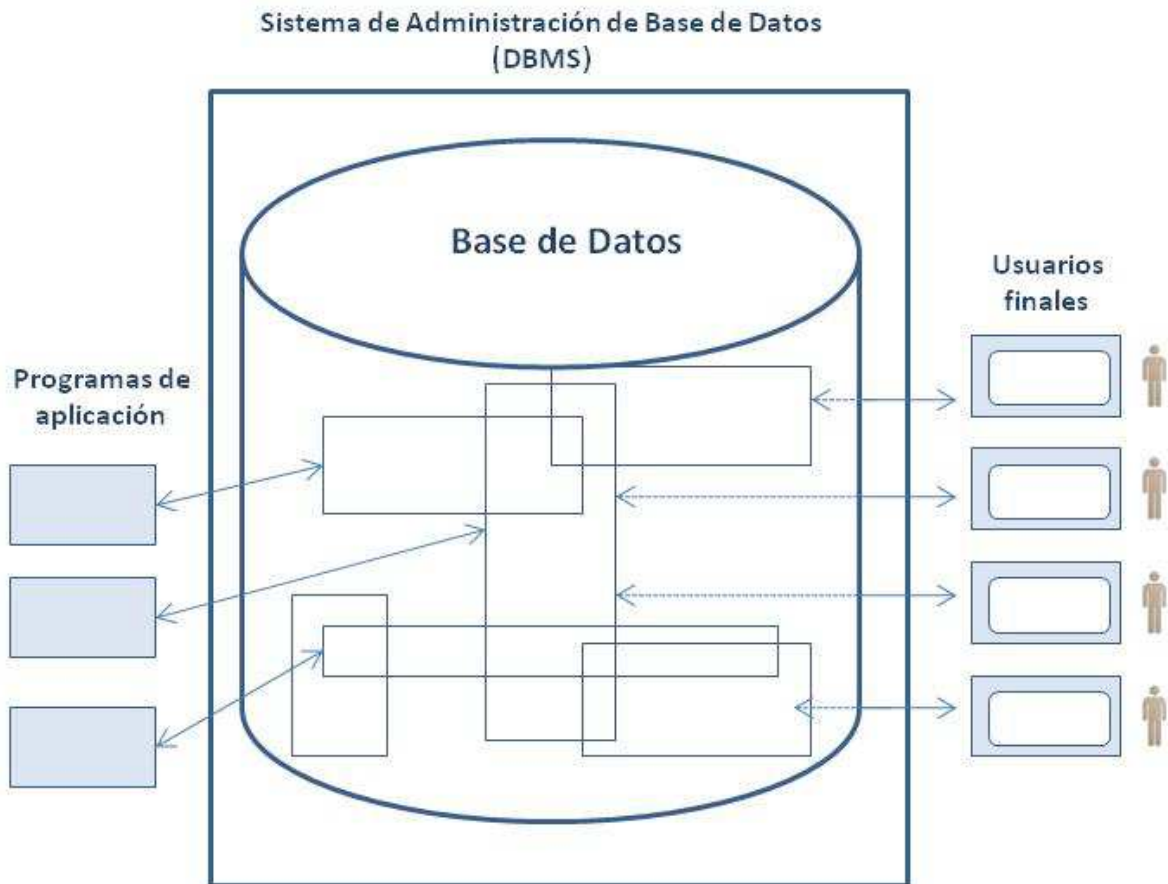 Sistema de Administración de Base de Datos
(DBMS)
Base de Datos
Usuarios
finales
Programas de
aplicación